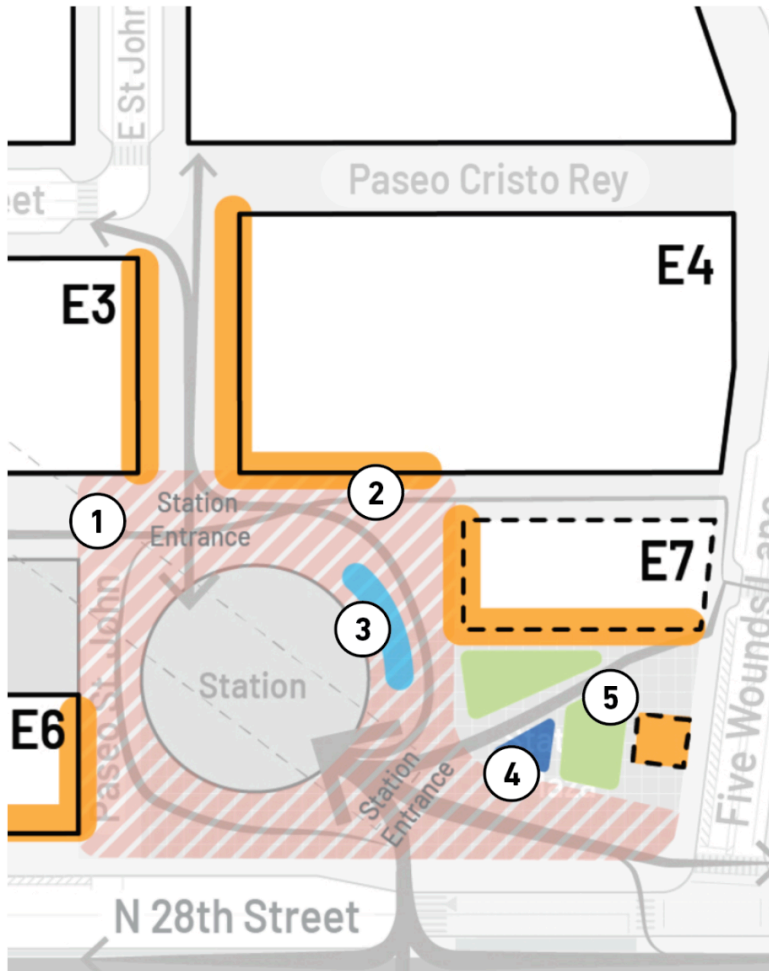 E St John
eet
Paseo Cristo Rey
E3
E4
1
Station
Entrance
2
E7
Paseo St John
3
Station
5
E6
4
Station
Entrance
Five Wounds Lane
N 28th Street